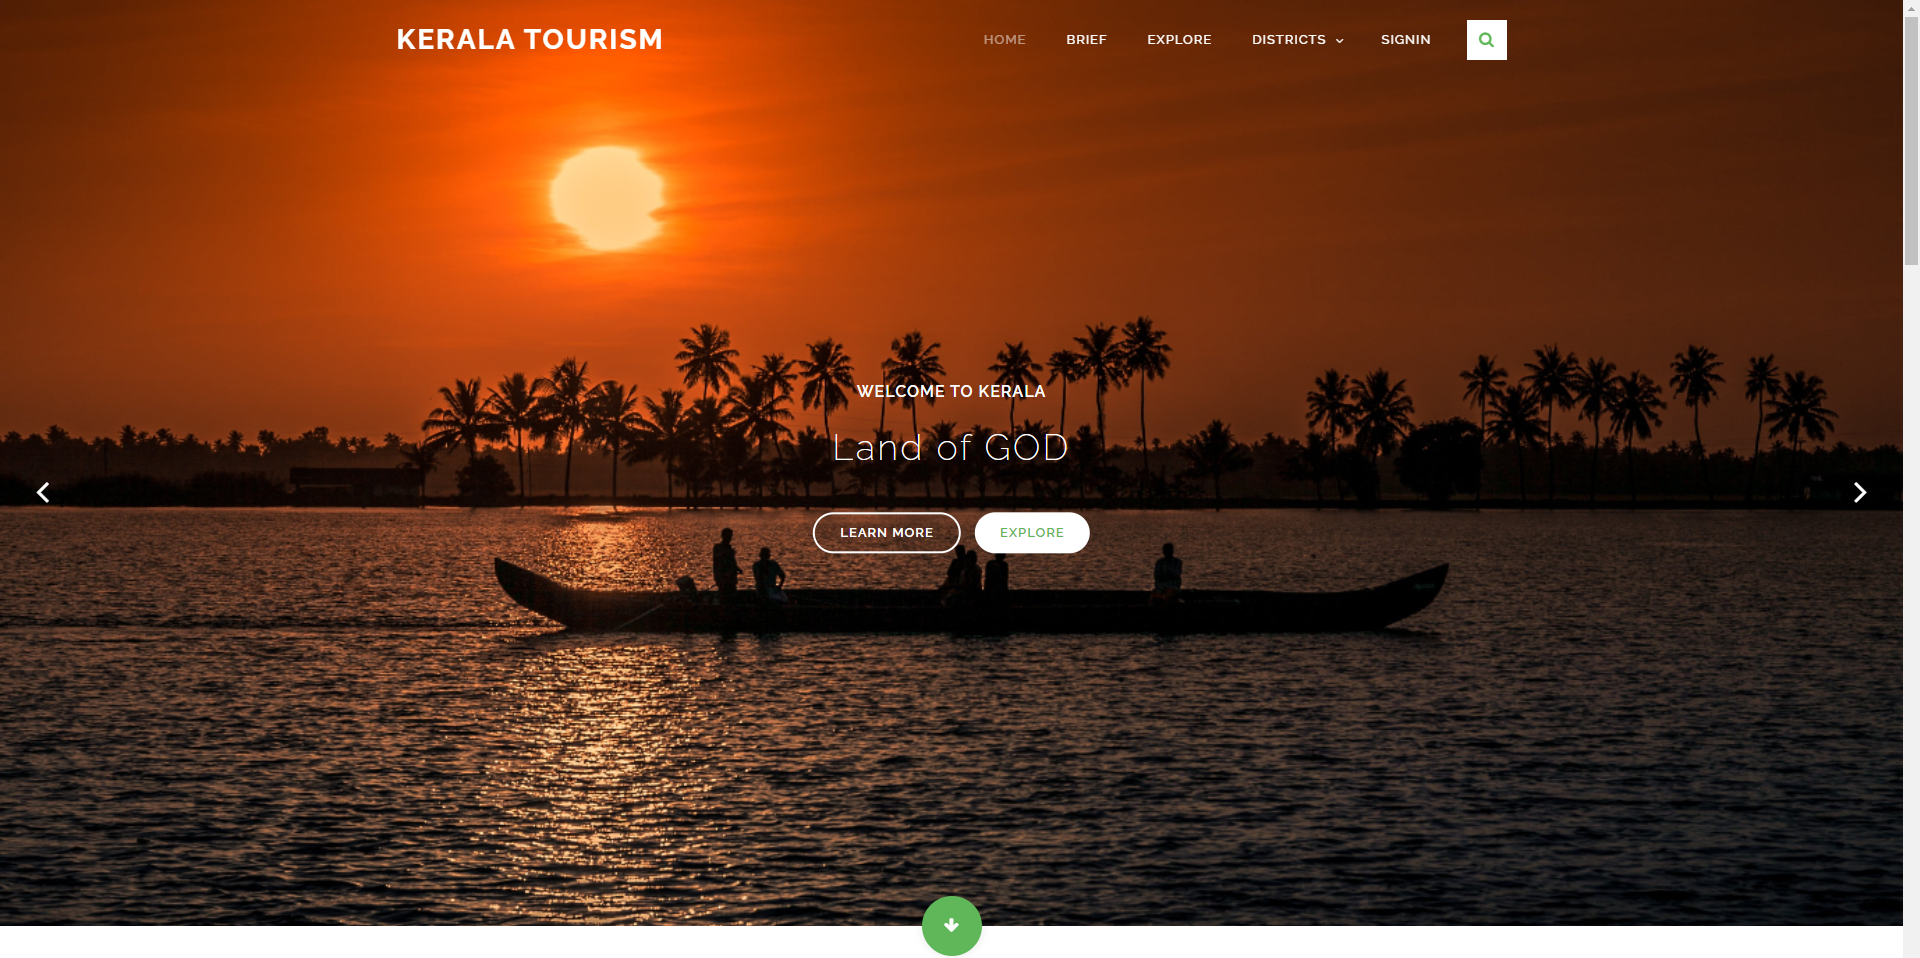 KERALA TOURISM
HOME
BRIEF
EXPLORE
DISTRICTS
SIGNIN
WELCOME TO KERALA
Land of GOD
LEARN MORE
EXPLORE